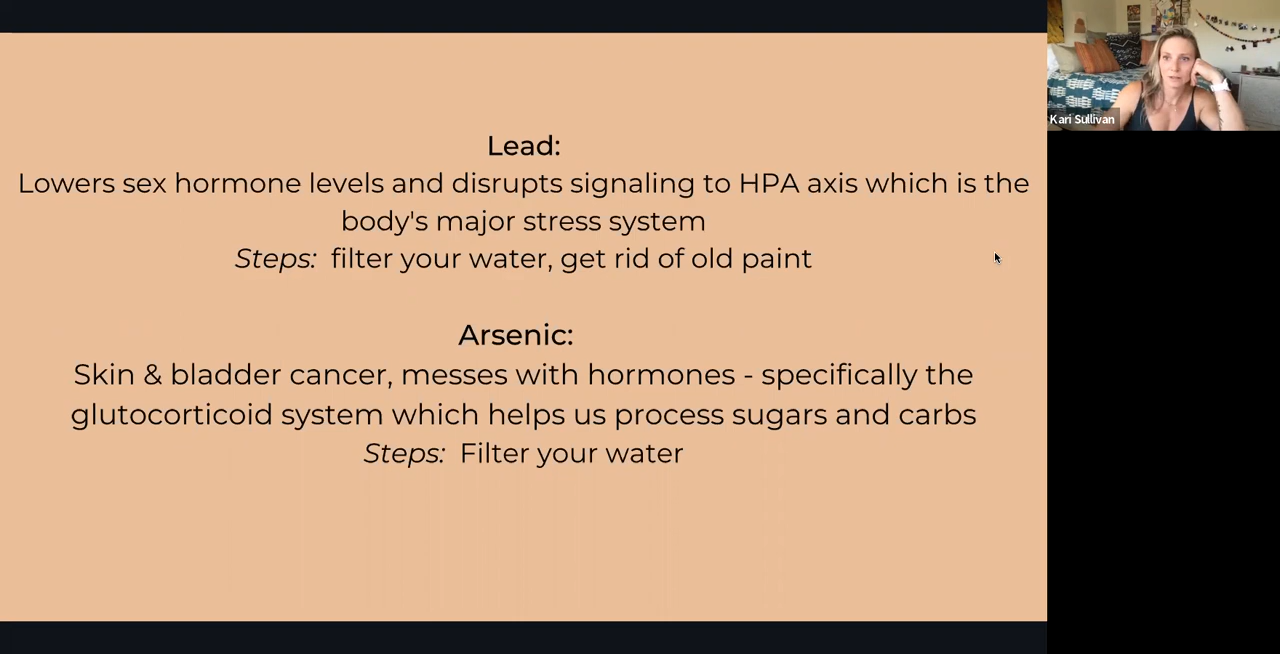 Lead:
Lowers sex hormone levels and disrupts signaling to HPA axis which is the
body's major stress system
Steps: filter your water, get rid of old paint
Arsenic:
Skin & bladder cancer, messes with hormones - specifically the
glutocorticoid system which helps us process sugars and carbs
Steps: Filter your water
Kari Sullivan